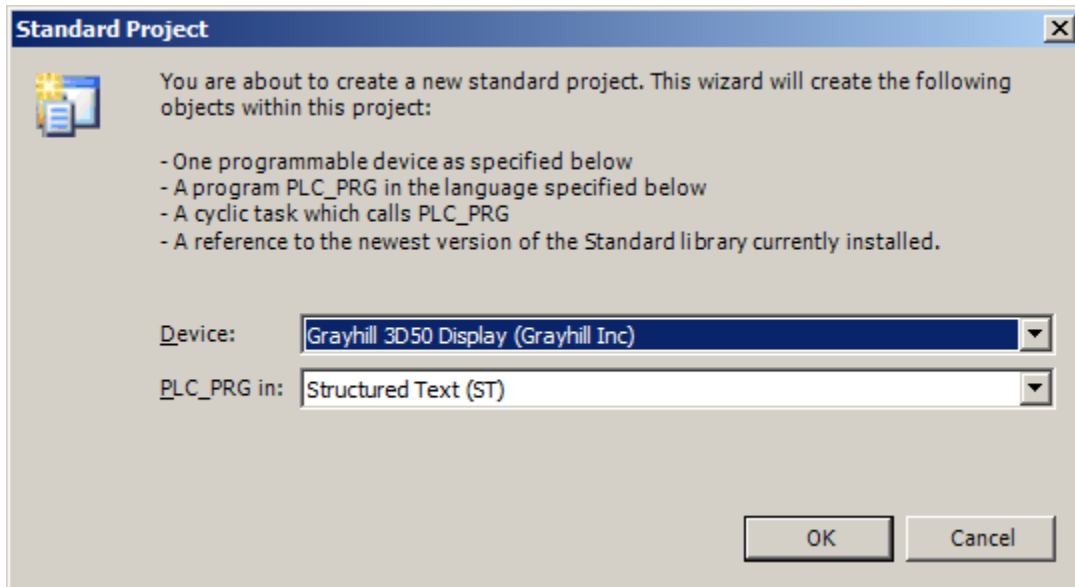 Standard Project
You are about to create a new standard project. This wizard will create the following
objects within this project:
- One programmable device as specified below
- A program PLC_PRG in the language specified below
- A cyclic task which calls PLC_PRG
- A reference to the newest version of the Standard library currently installed.
Device: Grayhill 3D50 Display (Grayhill Inc)
PLC_PRG in: Structured Text (ST)
OK Cancel